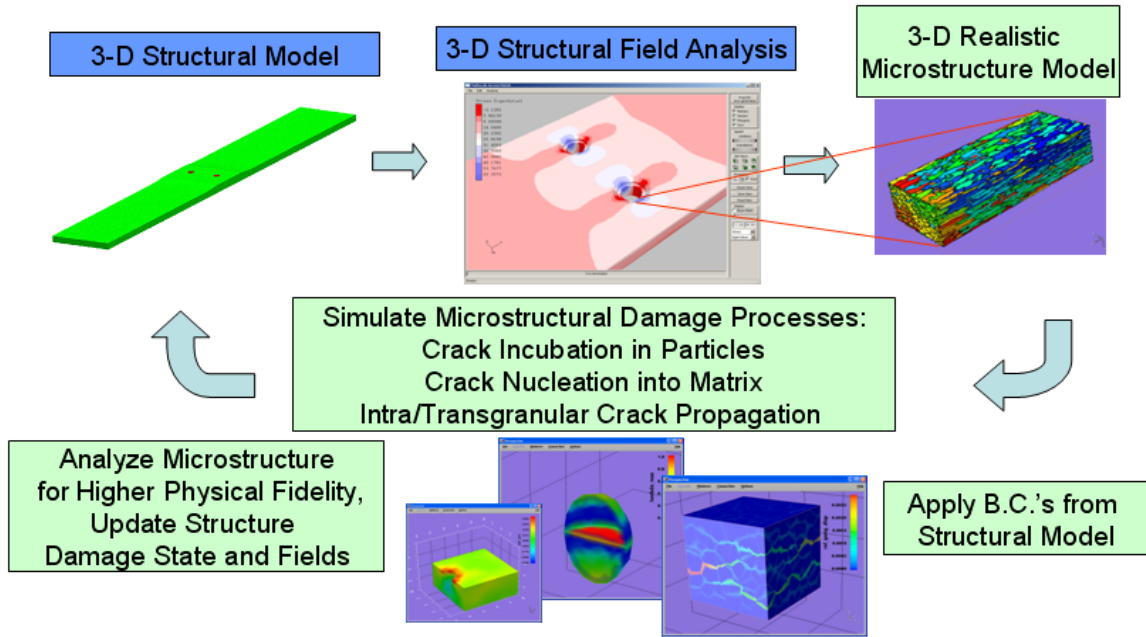 3-D Structural Model
3-D Structural Field Analysis
3-D Realistic
Microstructure Model
Simulate Microstructural Damage Processes:
Crack Incubation in Particles
Crack Nucleation into Matrix
Intra/Transgranular Crack Propagation
Analyze Microstructure
for Higher Physical Fidelity,
Update Structure
Damage State and Fields
Apply B.C.'s from
Structural Model